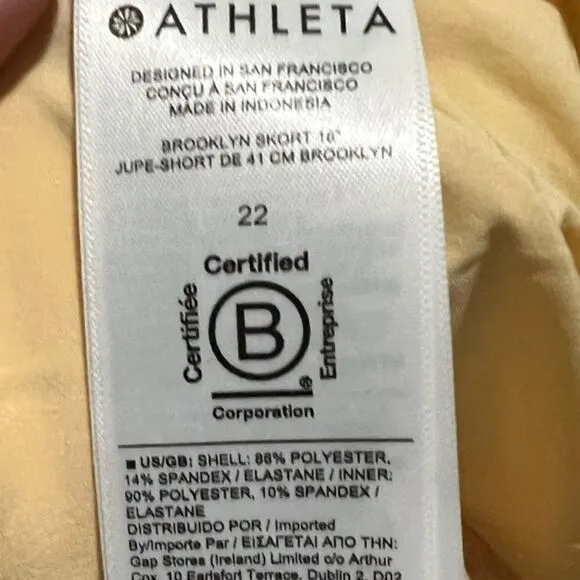 ATHLETA
DESIGNED IN SAN FRANCISCO
CONÇU À SAN FRANCISCO
MADE IN INDONESIA
BROOKLYN SKORT 16"
JUPE-SHORT DE 41 CM BROOKLYN
22
Certified
Certifiée
B
Entreprise
®
Corporation
■ US/GB: SHELL: 86% POLYESTER,
14% SPANDEX / ELASTANE / INNER:
90% POLYESTER, 10% SPANDEX /
ELASTANE
DISTRIBUIDO POR / Imported
By/Importe Par / ΕΙΣΑΓΕΤΑΙ ΑΠΟ ΤΗΝ:
Gap Stores (Ireland) Limited c/o Arthur
Cox, 10 Earlsfort Terrace, Dublin 2, D02